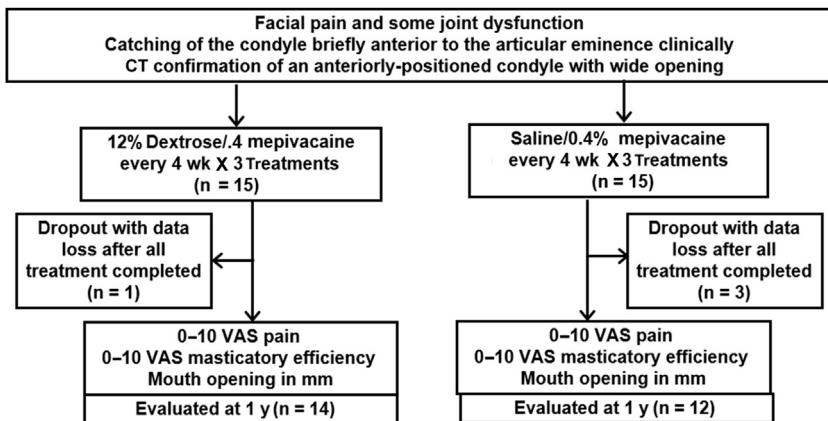 Facial pain and some joint dysfunction
Catching of the condyle briefly anterior to the articular eminence clinically
CT confirmation of an anteriorly-positioned condyle with wide opening
12% Dextrose/.4 mepivacaine
every 4 wk X 3 Treatments
(n = 15)
Saline/0.4% mepivacaine
every 4 wk X 3 Treatments
(n = 15)
Dropout with data
loss after all
treatment completed
(n = 1)
Dropout with data
loss after all
treatment completed
(n = 3)
0–10 VAS pain
0–10 VAS masticatory efficiency
Mouth opening in mm
Evaluated at 1 y (n = 14)
0–10 VAS pain
0–10 VAS masticatory efficiency
Mouth opening in mm
Evaluated at 1 y (n = 12)